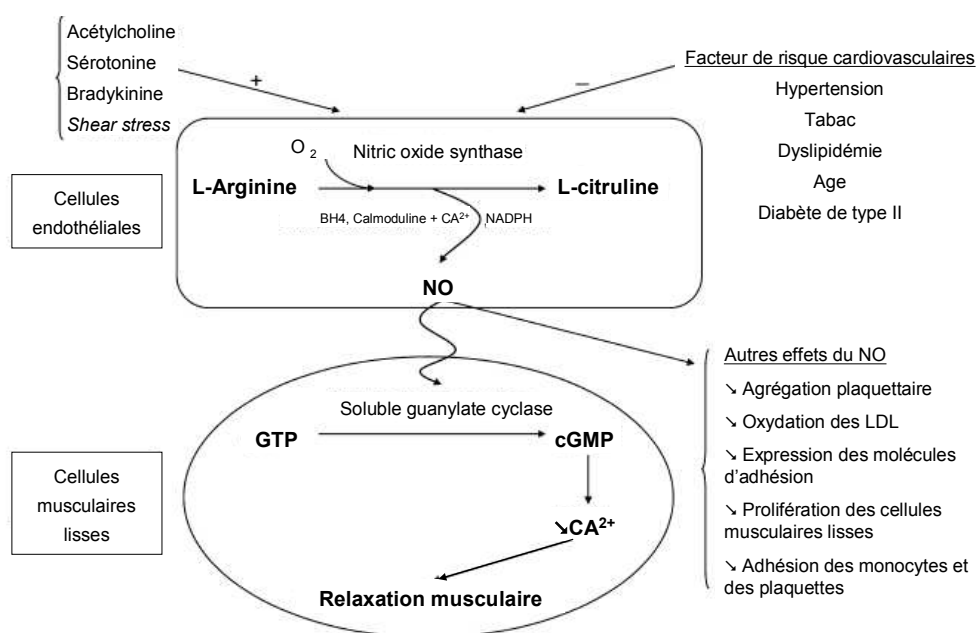 Acétylcholine
Sérotonine
Bradykinine
Shear stress
+
–
Facteur de risque cardiovasculaires
Hypertension
Tabac
Dyslipidémie
Age
Diabète de type II
Cellules
endothéliales
O 2
Nitric oxide synthase
L-Arginine
L-citruline
BH4, Calmoduline + CA2+
NADPH
NO
Autres effets du NO
↘ Agrégation plaquettaire
↘ Oxydation des LDL
↘ Expression des molécules
d’adhésion
↘ Prolifération des cellules
musculaires lisses
↘ Adhésion des monocytes et
des plaquettes
Cellules
musculaires
lisses
Soluble guanylate cyclase
GTP
cGMP
↘CA2+
Relaxation musculaire